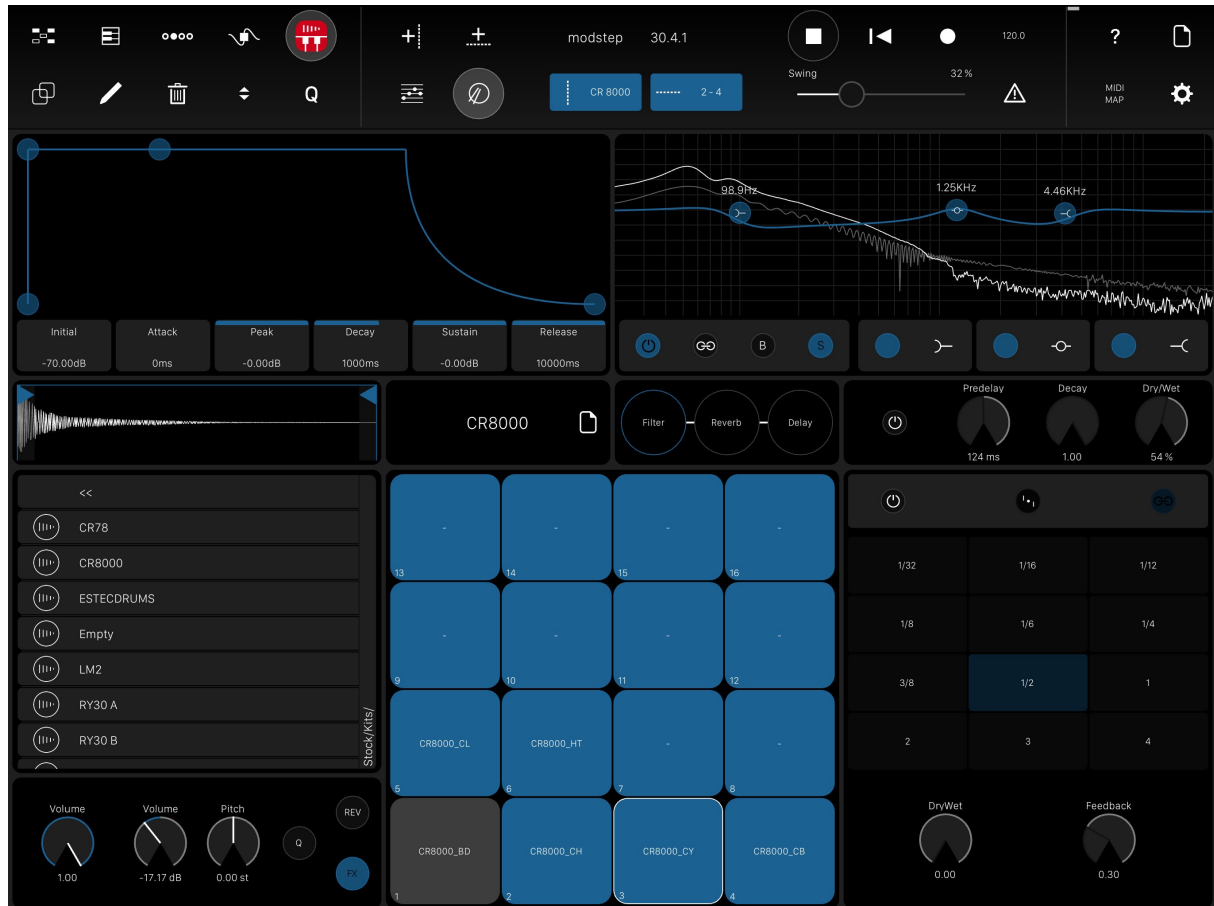 modstep 30.4.1 120.0 ?
Swing 32 %
Q CR 8000 2 - 4 MIDI MAP
98.9Hz 1.25KHz 4.46KHz
Initial Attack Peak Decay Sustain Release
-70.00dB 0ms -0.00dB 1000ms -0.00dB 10000ms
B S
CR8000
Filter Reverb Delay
Predelay Decay Dry/Wet
124 ms 1.00 54 %
<<
CR78
CR8000
ESTECDRUMS
Empty
LM2
RY30 A
RY30 B
Stock/Kits/
- - - -
13 14 15 16
- - - -
9 10 11 12
CR8000_CL CR8000_HT - -
5 6 7 8
CR8000_BD CR8000_CH CR8000_CY CR8000_CB
1 2 3 4
1/32 1/16 1/12
1/8 1/6 1/4
3/8 1/2 1
2 3 4
Volume Volume Pitch REV
Q
1.00 -17.17 dB 0.00 st FX
DryWet Feedback
0.00 0.30